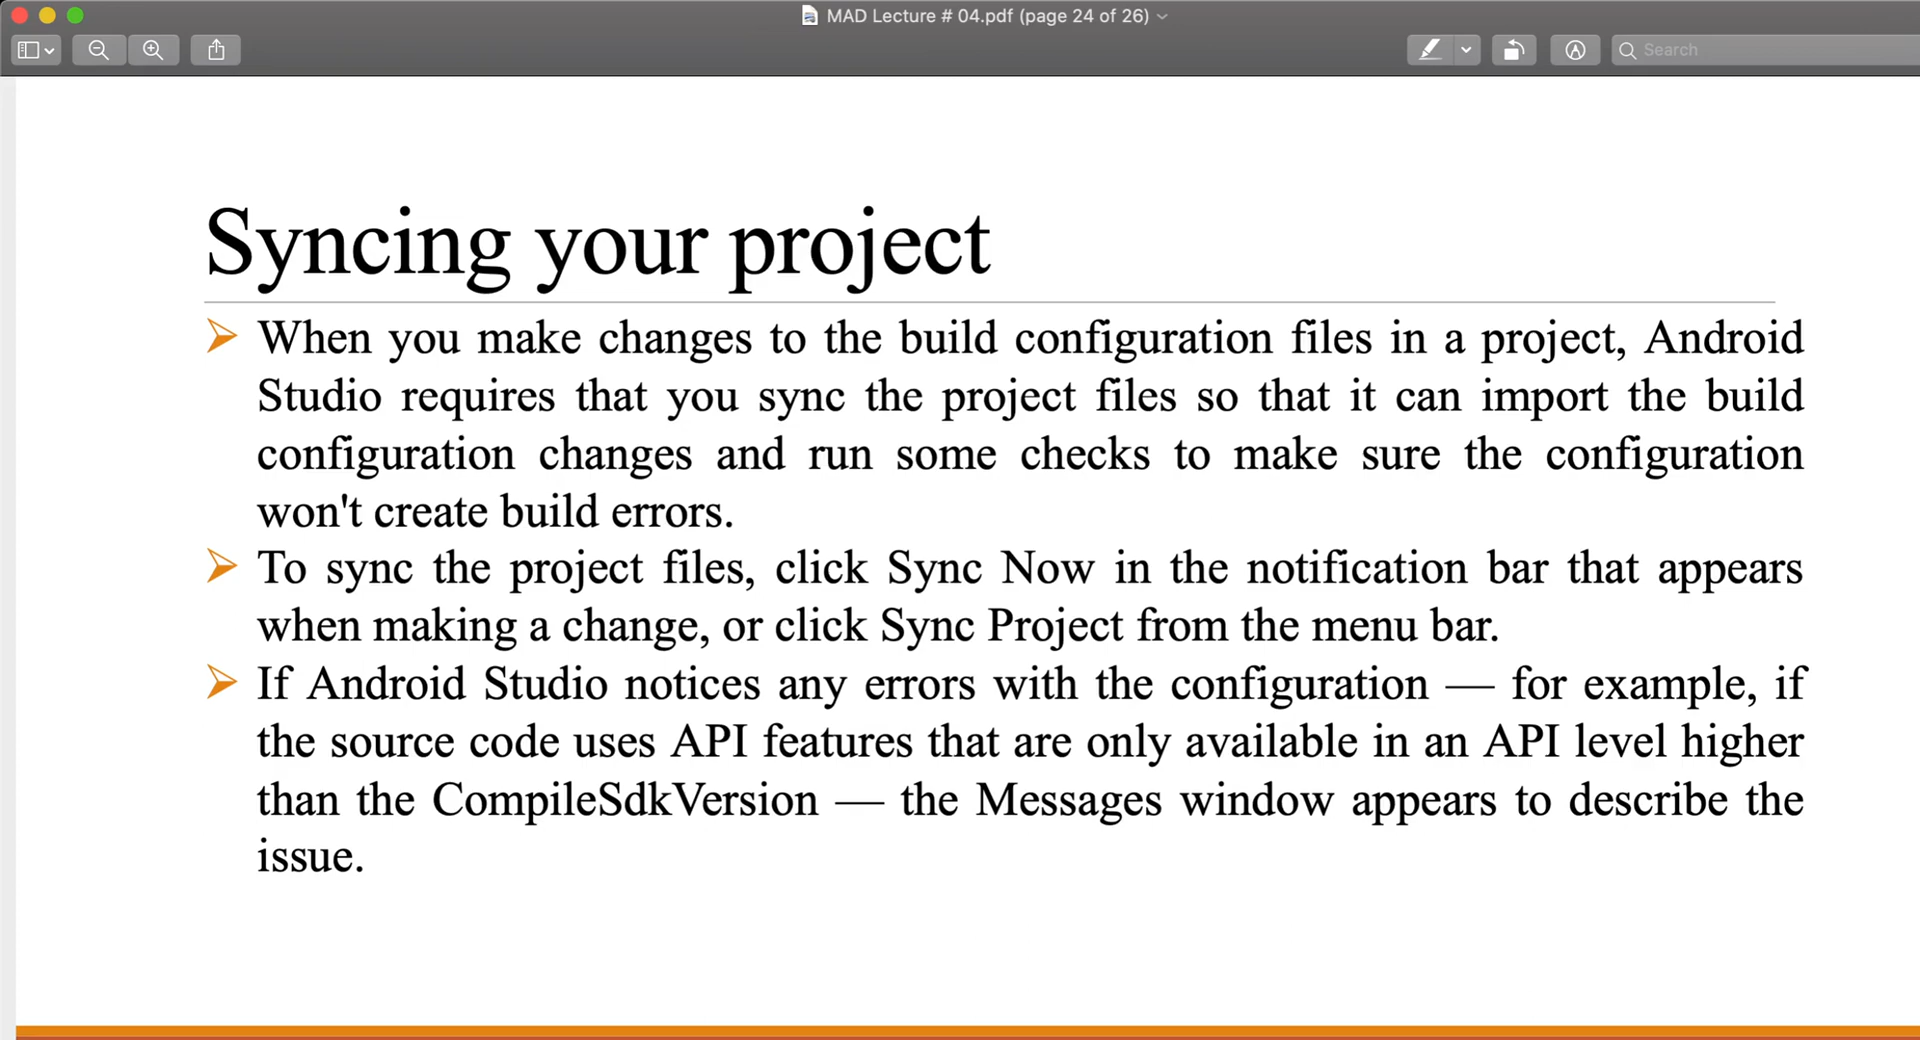 MAD Lecture # 04.pdf (page 24 of 26)
Search
Syncing your project
When you make changes to the build configuration files in a project, Android
Studio requires that you sync the project files so that it can import the build
configuration changes and run some checks to make sure the configuration
won't create build errors.
To sync the project files, click Sync Now in the notification bar that appears
when making a change, or click Sync Project from the menu bar.
If Android Studio notices any errors with the configuration — for example, if
the source code uses API features that are only available in an API level higher
than the CompileSdkVersion — the Messages window appears to describe the
issue.